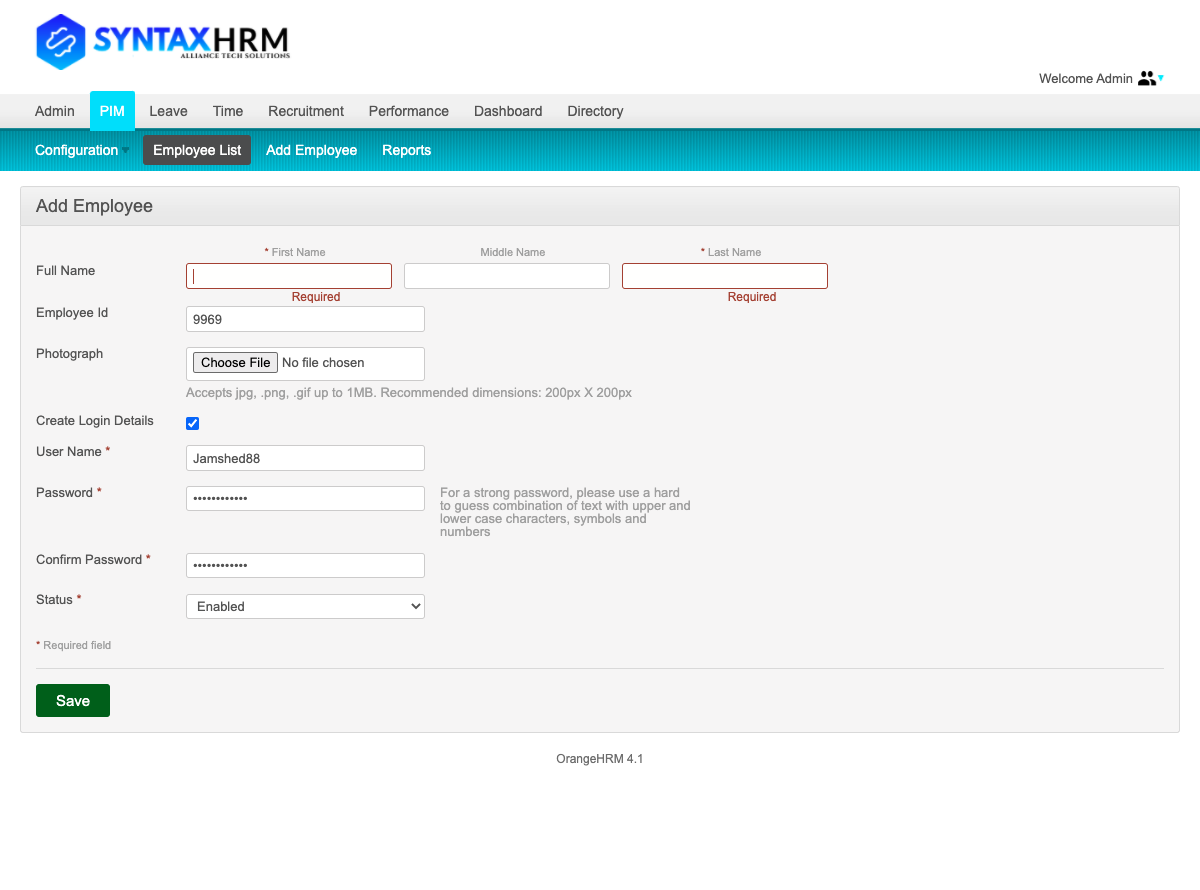 SYNTAXHRM
ALLIANCE TECH SOLUTIONS
Welcome Admin
Admin PIM Leave Time Recruitment Performance Dashboard Directory
Configuration Employee List Add Employee Reports
Add Employee
* First Name Middle Name * Last Name
Full Name
Required Required
Employee Id 9969
Photograph Choose File No file chosen
Accepts jpg, .png, .gif up to 1MB. Recommended dimensions: 200px X 200px
Create Login Details
User Name * Jamshed88
Password * ••••••••••••
For a strong password, please use a hard
to guess combination of text with upper and
lower case characters, symbols and
numbers
Confirm Password * ••••••••••••
Status * Enabled
* Required field
Save
OrangeHRM 4.1